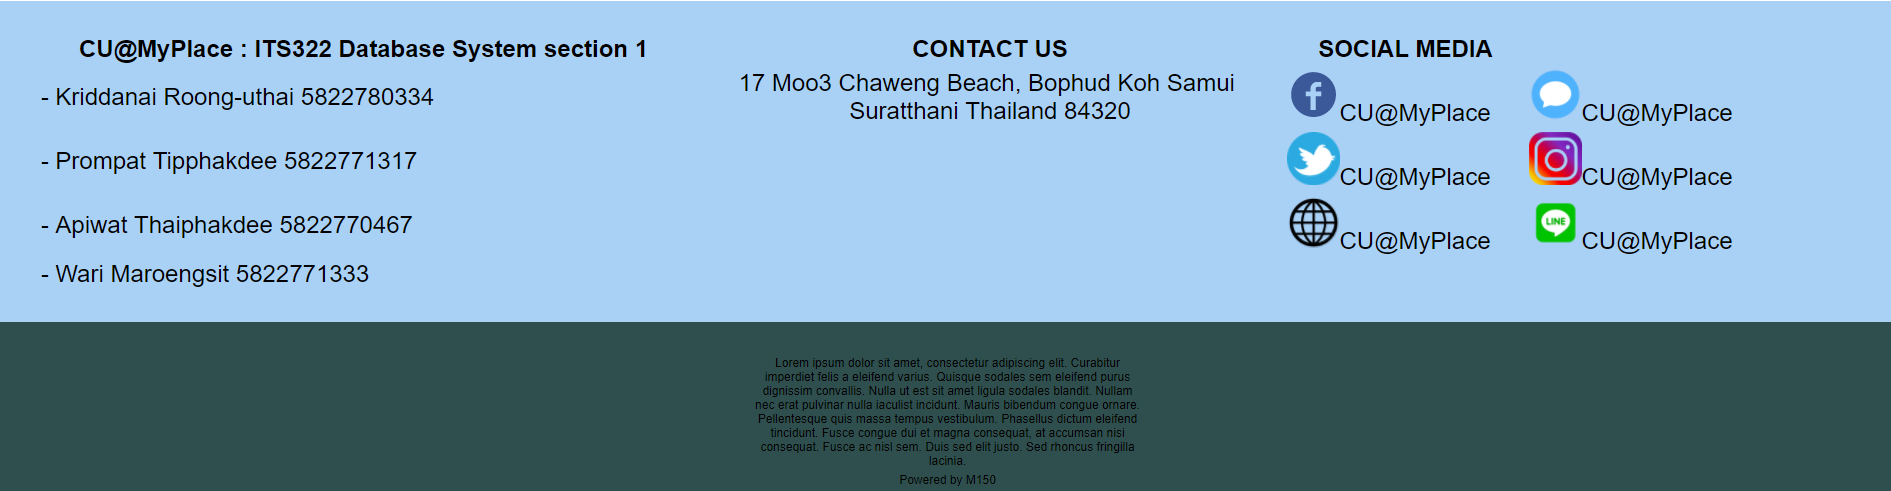 CU@MyPlace : ITS322 Database System section 1
- Kriddanai Roong-uthai 5822780334
- Prompat Tipphakdee 5822771317
- Apiwat Thaiphakdee 5822770467
- Wari Maroengsit 5822771333
CONTACT US
17 Moo3 Chaweng Beach, Bophud Koh Samui
Suratthani Thailand 84320
SOCIAL MEDIA
f CU@MyPlace
CU@MyPlace
CU@MyPlace
CU@MyPlace
CU@MyPlace
LINE CU@MyPlace
Lorem ipsum dolor sit amet, consectetur adipiscing elit. Curabitur
imperdiet felis a eleifend varius. Quisque sodales sem eleifend purus
dignissim convallis. Nulla ut est sit amet ligula sodales blandit. Nullam
nec erat pulvinar nulla iaculist incidunt. Mauris bibendum congue ornare.
Pellentesque quis massa tempus vestibulum. Phasellus dictum eleifend
tincidunt. Fusce congue dui et magna consequat, at accumsan nisi
consequat. Fusce ac nisl sem. Duis sed elit justo. Sed rhoncus fringilla
lacinia.
Powered by M150